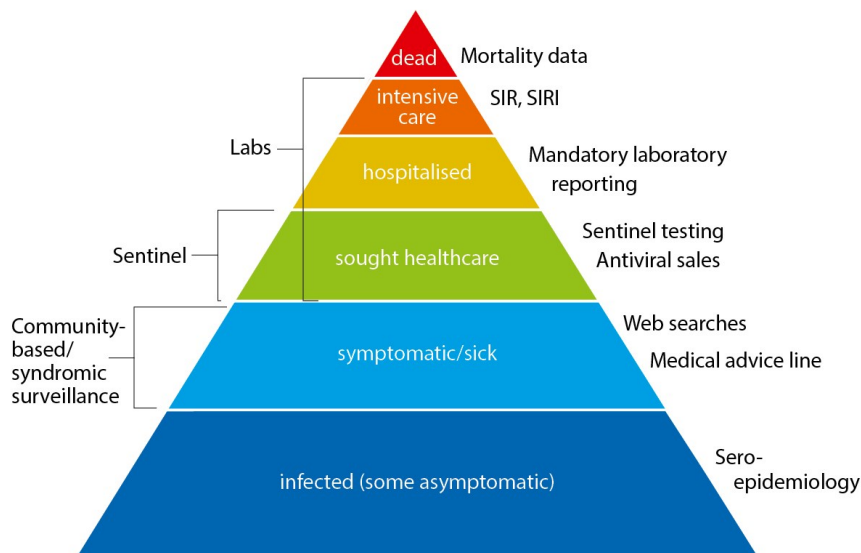 dead
Mortality data
intensive
care
SIR, SIRI
Labs
hospitalised
Mandatory laboratory
reporting
Sentinel
sought healthcare
Sentinel testing
Antiviral sales
Community-
based/
syndromic
surveillance
symptomatic/sick
Web searches
Medical advice line
infected (some asymptomatic)
Sero-
epidemiology